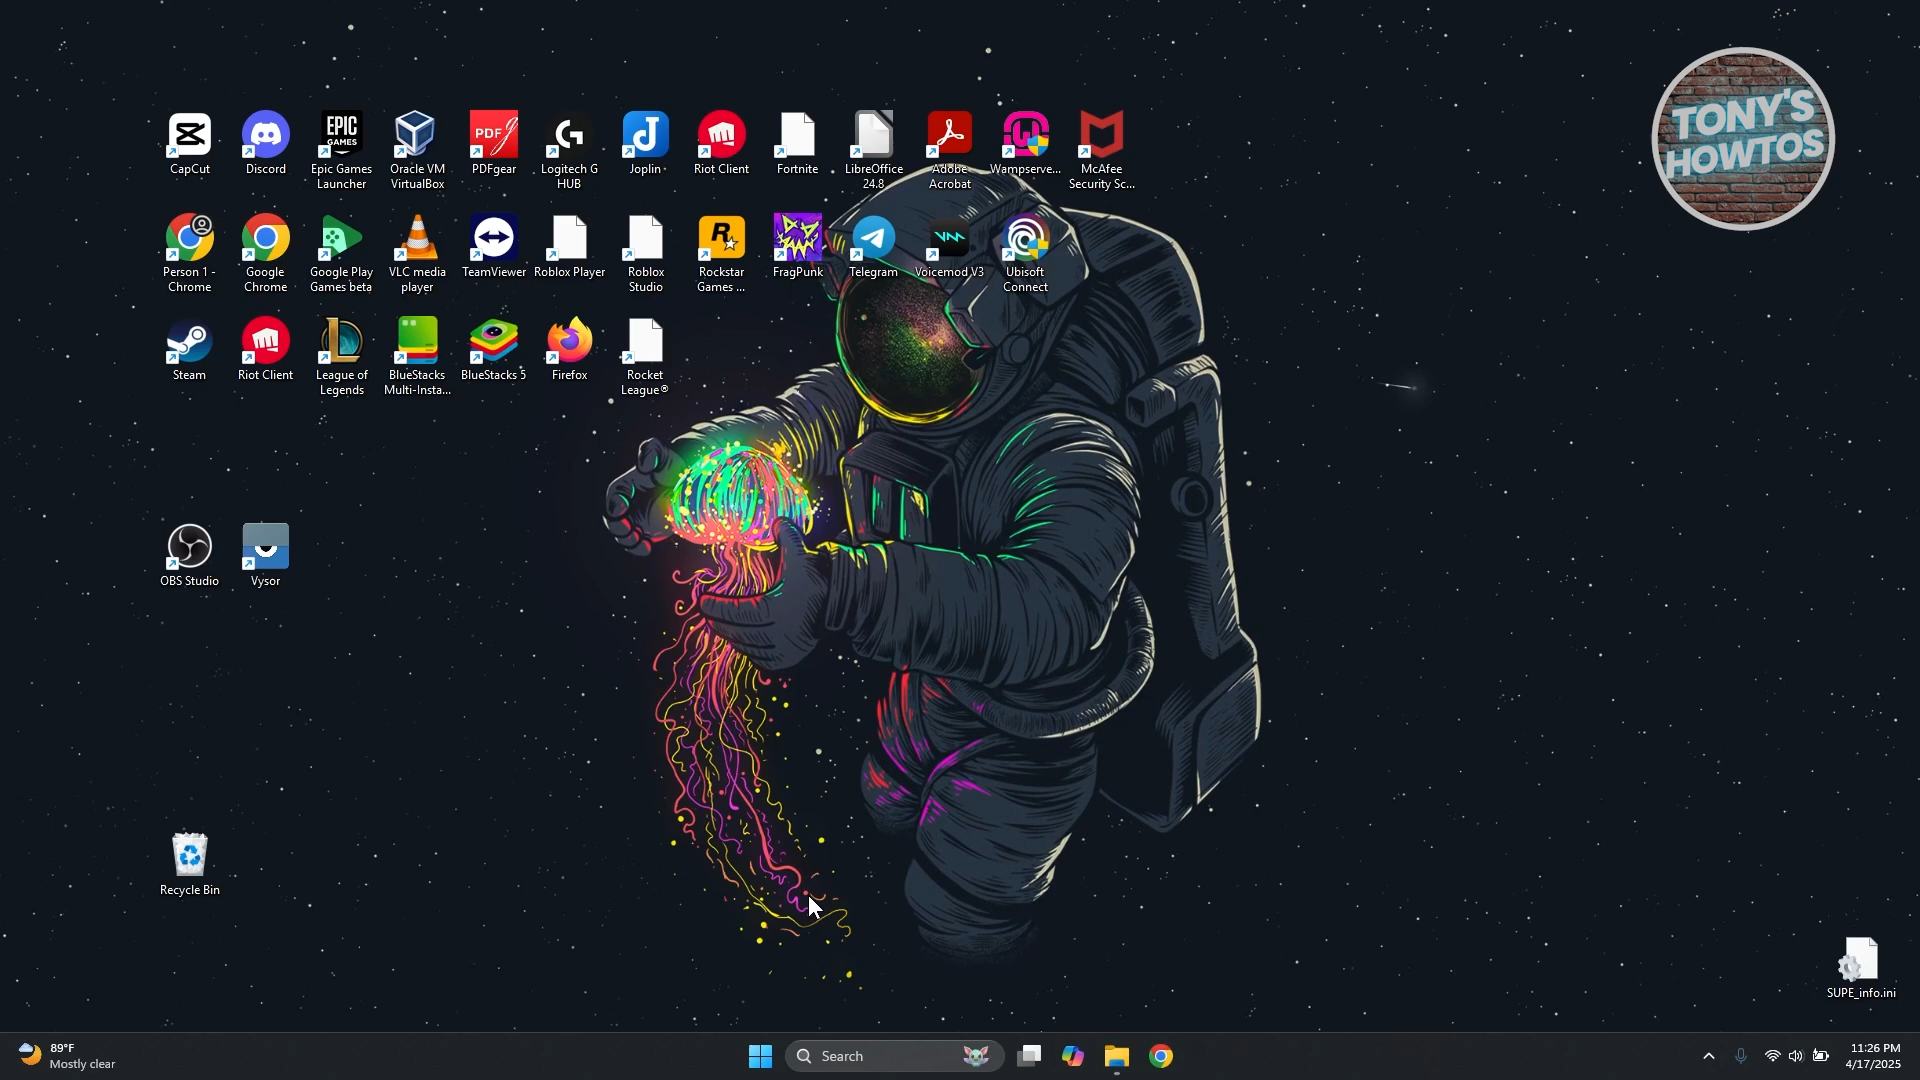 TONY'S
HOWTOS
CapCut
Discord
EPIC
GAMES
Epic Games
Launcher
Oracle VM
VirtualBox
PDF
PDFgear
Logitech G
HUB
Joplin
Riot Client
Fortnite
LibreOffice
24.8
Adobe
Acrobat
Wampserve...
McAfee
Security Sc...
Person 1 -
Chrome
Google
Chrome
Google Play
Games beta
VLC media
player
TeamViewer
Roblox Player
Roblox
Studio
Rockstar
Games ...
FragPunk
Telegram
Voicemod V3
Ubisoft
Connect
Steam
Riot Client
League of
Legends
BlueStacks
Multi-Insta...
BlueStacks 5
Firefox
Rocket
League®
OBS Studio
Vysor
Recycle Bin
SUPE_info.ini
89°F
Mostly clear
Search
11:26 PM
4/17/2025